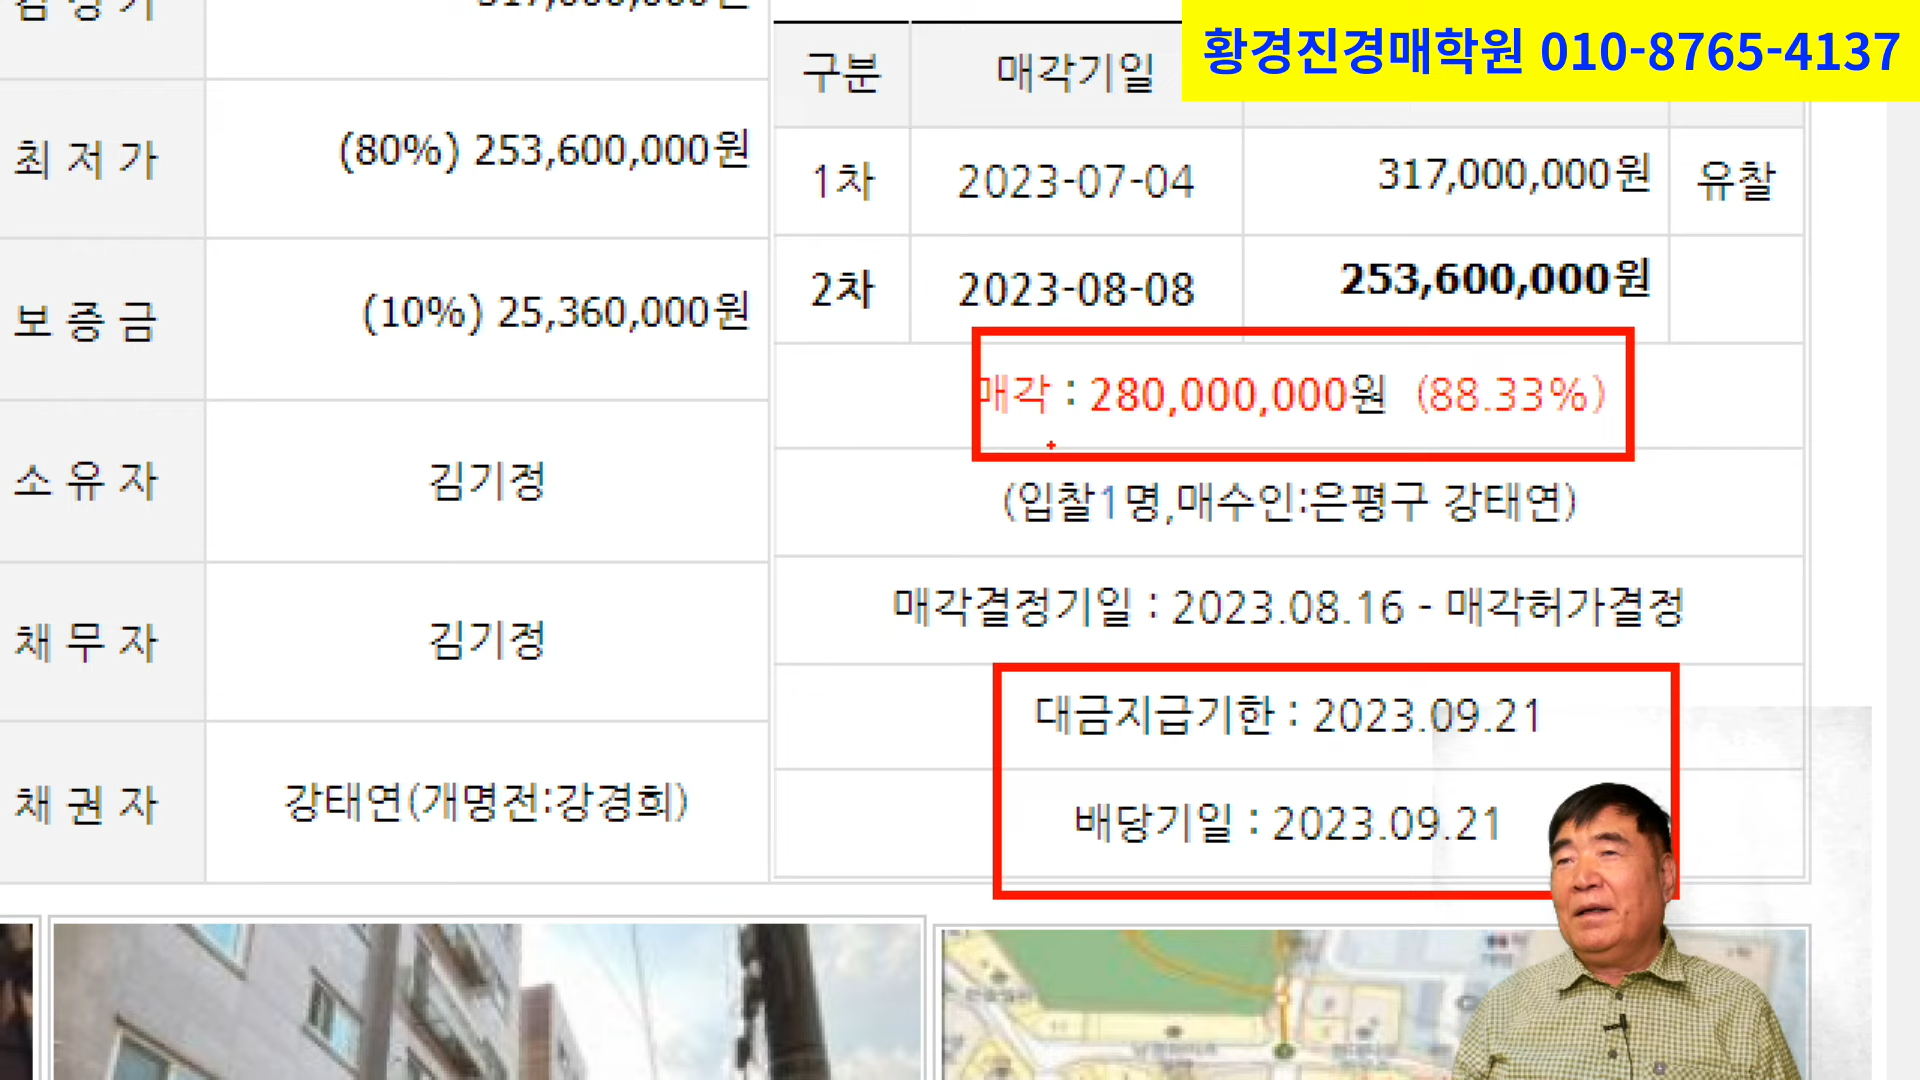 황경진경매학원 010-8765-4137
최 저 가 (80%) 253,600,000원
보 증 금 (10%) 25,360,000원
소 유 자 김기정
채 무 자 김기정
채 권 자 강태연(개명전:강경희)
구분 매각기일
1차 2023-07-04 317,000,000원 유찰
2차 2023-08-08 253,600,000원
매각 : 280,000,000원 (88.33%)
(입찰1명,매수인:은평구 강태연)
매각결정기일 : 2023.08.16 - 매각허가결정
대금지급기한 : 2023.09.21
배당기일 : 2023.09.21